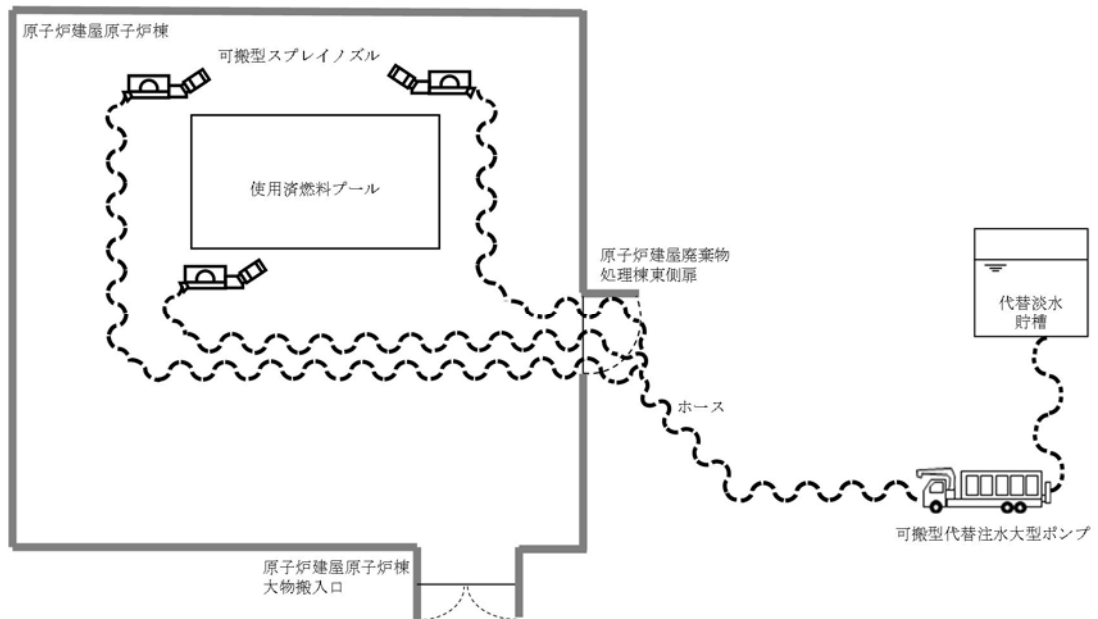 原子炉建屋原子炉棟
可搬型スプレイノズル
使用済燃料プール
原子炉建屋廃棄物
処理棟東側扉
代替淡水
貯槽
ホース
可搬型代替注水大型ポンプ
原子炉建屋原子炉棟
大物搬入口